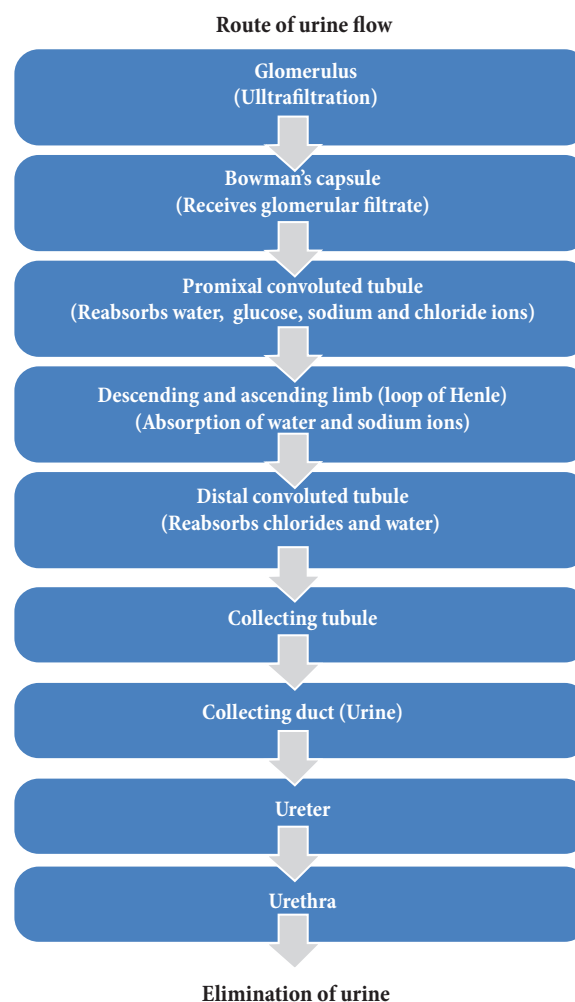 Route of urine flow
Glomerulus
(Ulltrafiltration)
Bowman's capsule
(Receives glomerular filtrate)
Promixal convoluted tubule
(Reabsorbs water, glucose, sodium and chloride ions)
Descending and ascending limb (loop of Henle)
(Absorption of water and sodium ions)
Distal convoluted tubule
(Reabsorbs chlorides and water)
Collecting tubule
Collecting duct (Urine)
Ureter
Urethra
Elimination of urine